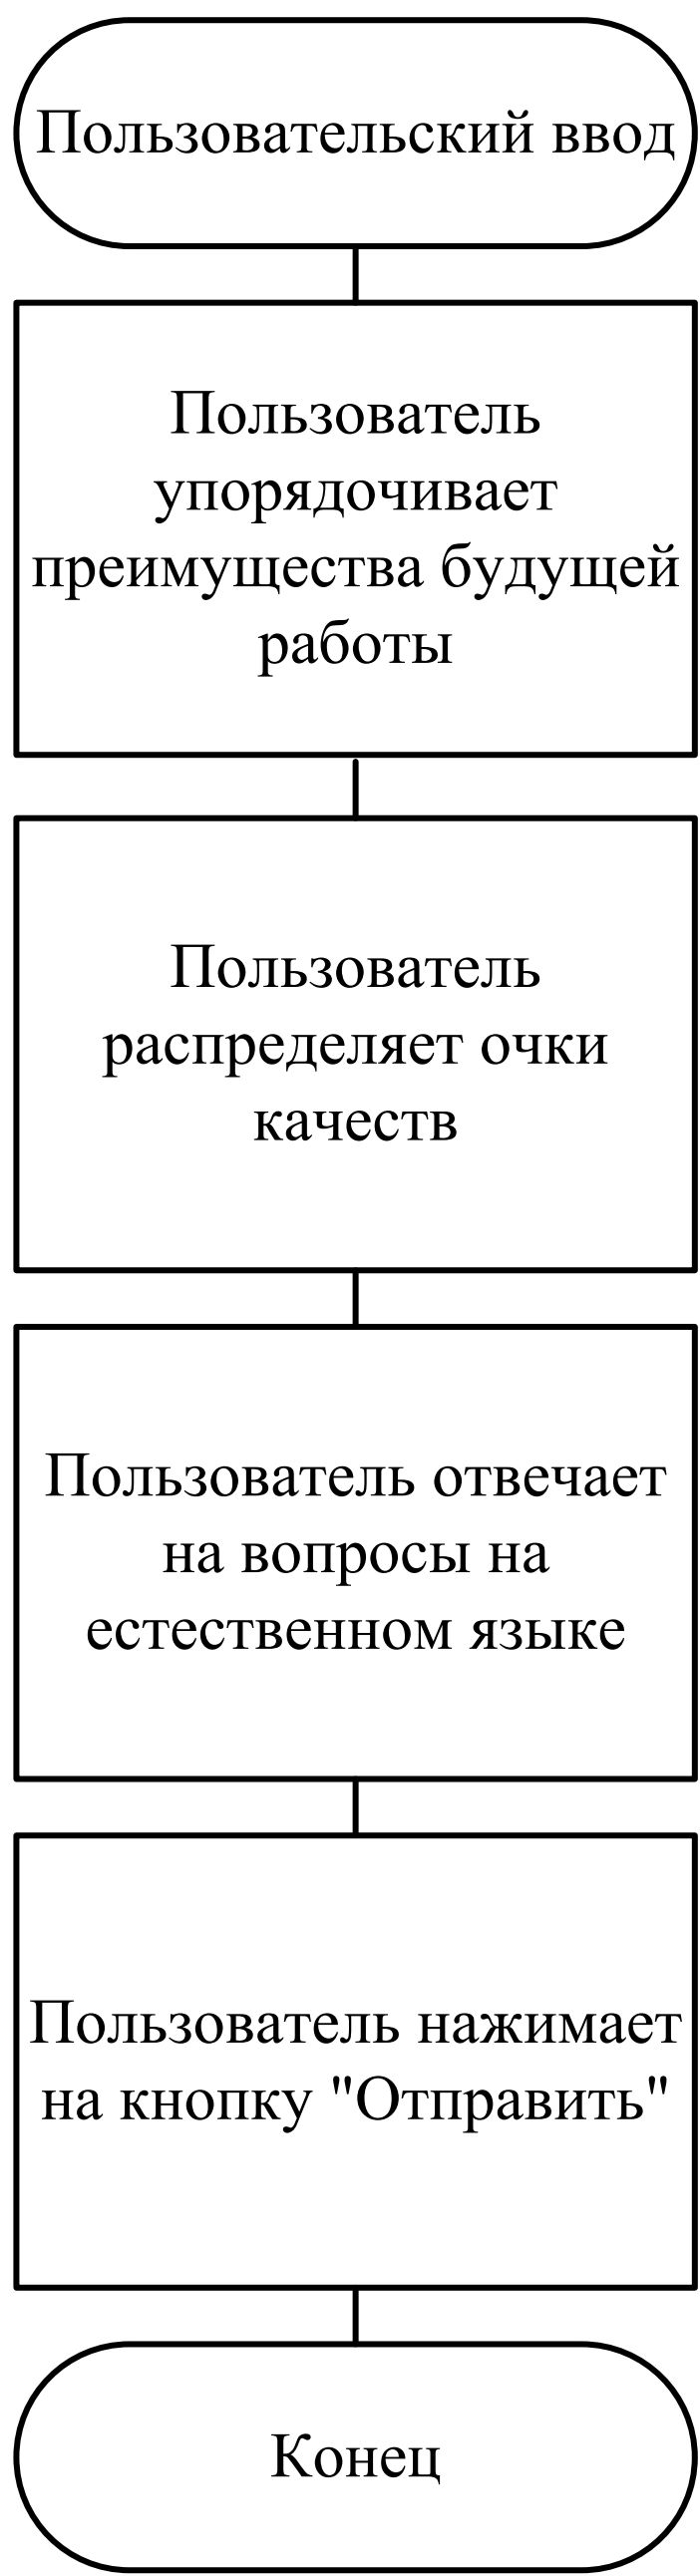 Пользовательский ввод
Пользователь
упорядочивает
преимущества будущей
работы
Пользователь
распределяет очки
качеств
Пользователь отвечает
на вопросы на
естественном языке
Пользователь нажимает
на кнопку "Отправить"
Конец